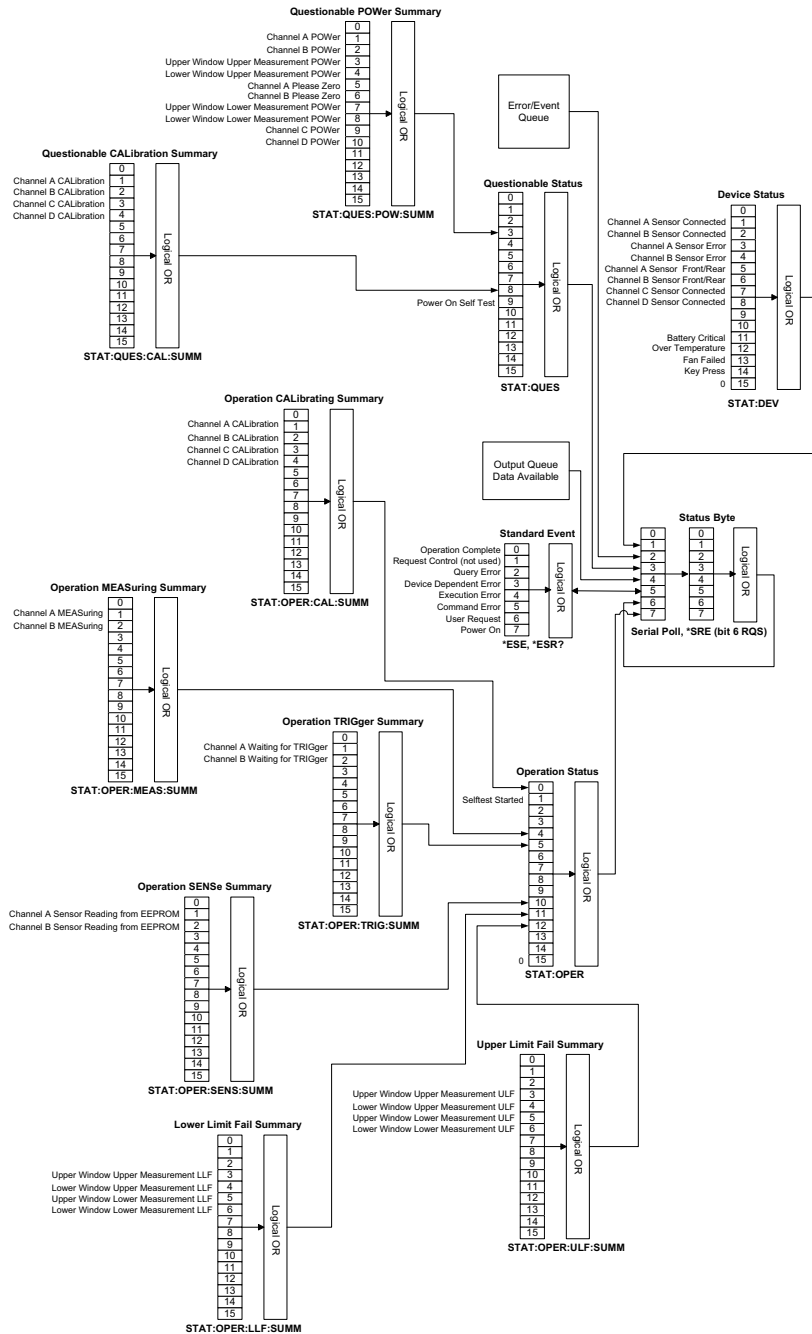 Questionable POWer Summary
Channel A POWer
Channel B POWer
Upper Window Upper Measurement POWer
Lower Window Upper Measurement POWer
Channel A Please Zero
Channel B Please Zero
Upper Window Lower Measurement POWer
Lower Window Lower Measurement POWer
Channel C POWer
Channel D POWer
0
1
2
3
4
5
6
7
8
9
10
11
12
13
14
15
Logical OR
STAT:QUES:POW:SUMM
Error/Event
Queue
Questionable CALibration Summary
Channel A CALibration
Channel B CALibration
Channel C CALibration
Channel D CALibration
0
1
2
3
4
5
6
7
8
9
10
11
12
13
14
15
Logical OR
STAT:QUES:CAL:SUMM
Questionable Status
Power On Self Test
0
1
2
3
4
5
6
7
8
9
10
11
12
13
14
15
Logical OR
STAT:QUES
Device Status
Channel A Sensor Connected
Channel B Sensor Connected
Channel A Sensor Error
Channel B Sensor Error
Channel A Sensor Front/Rear
Channel B Sensor Front/Rear
Channel C Sensor Connected
Channel D Sensor Connected
Battery Critical
Over Temperature
Fan Failed
Key Press
0
0
1
2
3
4
5
6
7
8
9
10
11
12
13
14
15
Logical OR
STAT:DEV
Operation CALibrating Summary
Channel A CALibration
Channel B CALibration
Channel C CALibration
Channel D CALibration
0
1
2
3
4
5
6
7
8
9
10
11
12
13
14
15
Logical OR
STAT:OPER:CAL:SUMM
Output Queue
Data Available
Standard Event
Operation Complete
Request Control (not used)
Query Error
Device Dependent Error
Execution Error
Command Error
User Request
Power On
0
1
2
3
4
5
6
7
Logical OR
*ESE, *ESR?
Status Byte
0
1
2
3
4
5
6
7
0
1
2
3
4
5
6
7
Logical OR
Serial Poll, *SRE (bit 6 RQS)
Operation MEASuring Summary
Channel A MEASuring
Channel B MEASuring
0
1
2
3
4
5
6
7
8
9
10
11
12
13
14
15
Logical OR
STAT:OPER:MEAS:SUMM
Operation TRIGger Summary
Channel A Waiting for TRIGger
Channel B Waiting for TRIGger
0
1
2
3
4
5
6
7
8
9
10
11
12
13
14
15
Logical OR
STAT:OPER:TRIG:SUMM
Operation Status
Selftest Started
0
0
1
2
3
4
5
6
7
8
9
10
11
12
13
14
15
Logical OR
STAT:OPER
Operation SENSe Summary
Channel A Sensor Reading from EEPROM
Channel B Sensor Reading from EEPROM
0
1
2
3
4
5
6
7
8
9
10
11
12
13
14
15
Logical OR
STAT:OPER:SENS:SUMM
Upper Limit Fail Summary
Upper Window Upper Measurement ULF
Lower Window Upper Measurement ULF
Upper Window Lower Measurement ULF
Lower Window Lower Measurement ULF
0
1
2
3
4
5
6
7
8
9
10
11
12
13
14
15
Logical OR
STAT:OPER:ULF:SUMM
Lower Limit Fail Summary
Upper Window Upper Measurement LLF
Lower Window Upper Measurement LLF
Upper Window Lower Measurement LLF
Lower Window Lower Measurement LLF
0
1
2
3
4
5
6
7
8
9
10
11
12
13
14
15
Logical OR
STAT:OPER:LLF:SUMM